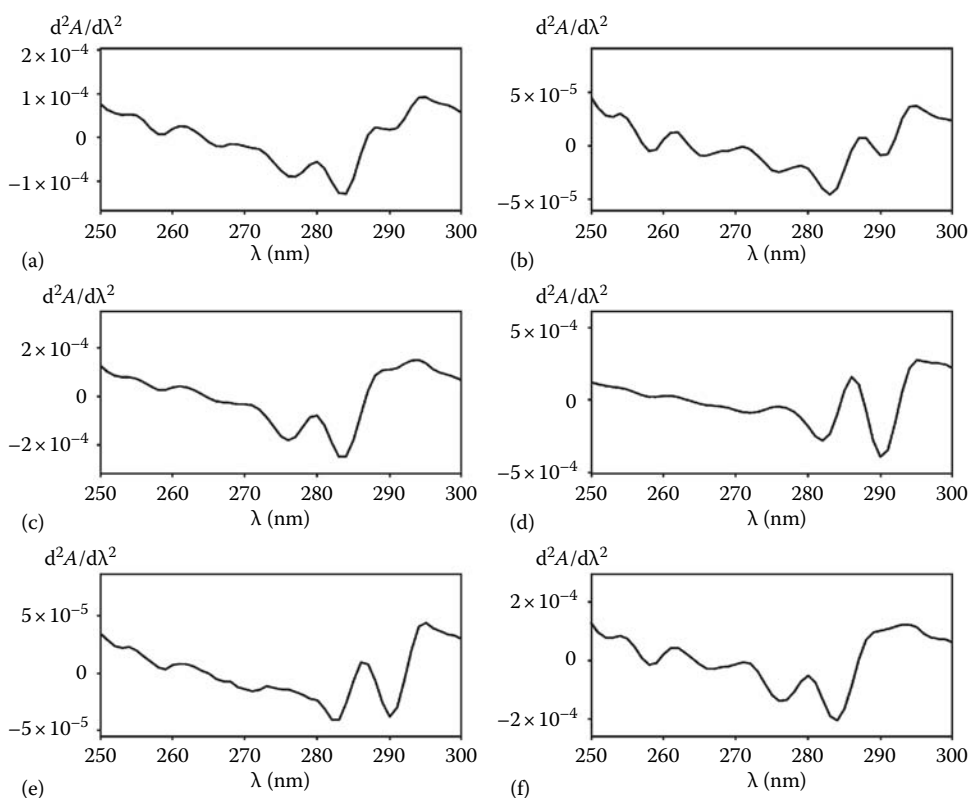 d²A/dλ² d²A/dλ²
2 × 10⁻⁴
1 × 10⁻⁴
0
−1 × 10⁻⁴
250 260 270 280 290 300
λ (nm)
(a)
5 × 10⁻⁵
0
−5 × 10⁻⁵
250 260 270 280 290 300
λ (nm)
(b)
d²A/dλ² d²A/dλ²
2 × 10⁻⁴
0
−2 × 10⁻⁴
250 260 270 280 290 300
λ (nm)
(c)
5 × 10⁻⁴
0
−5 × 10⁻⁴
250 260 270 280 290 300
λ (nm)
(d)
d²A/dλ² d²A/dλ²
5 × 10⁻⁵
0
−5 × 10⁻⁵
250 260 270 280 290 300
λ (nm)
(e)
2 × 10⁻⁴
0
−2 × 10⁻⁴
250 260 270 280 290 300
λ (nm)
(f)